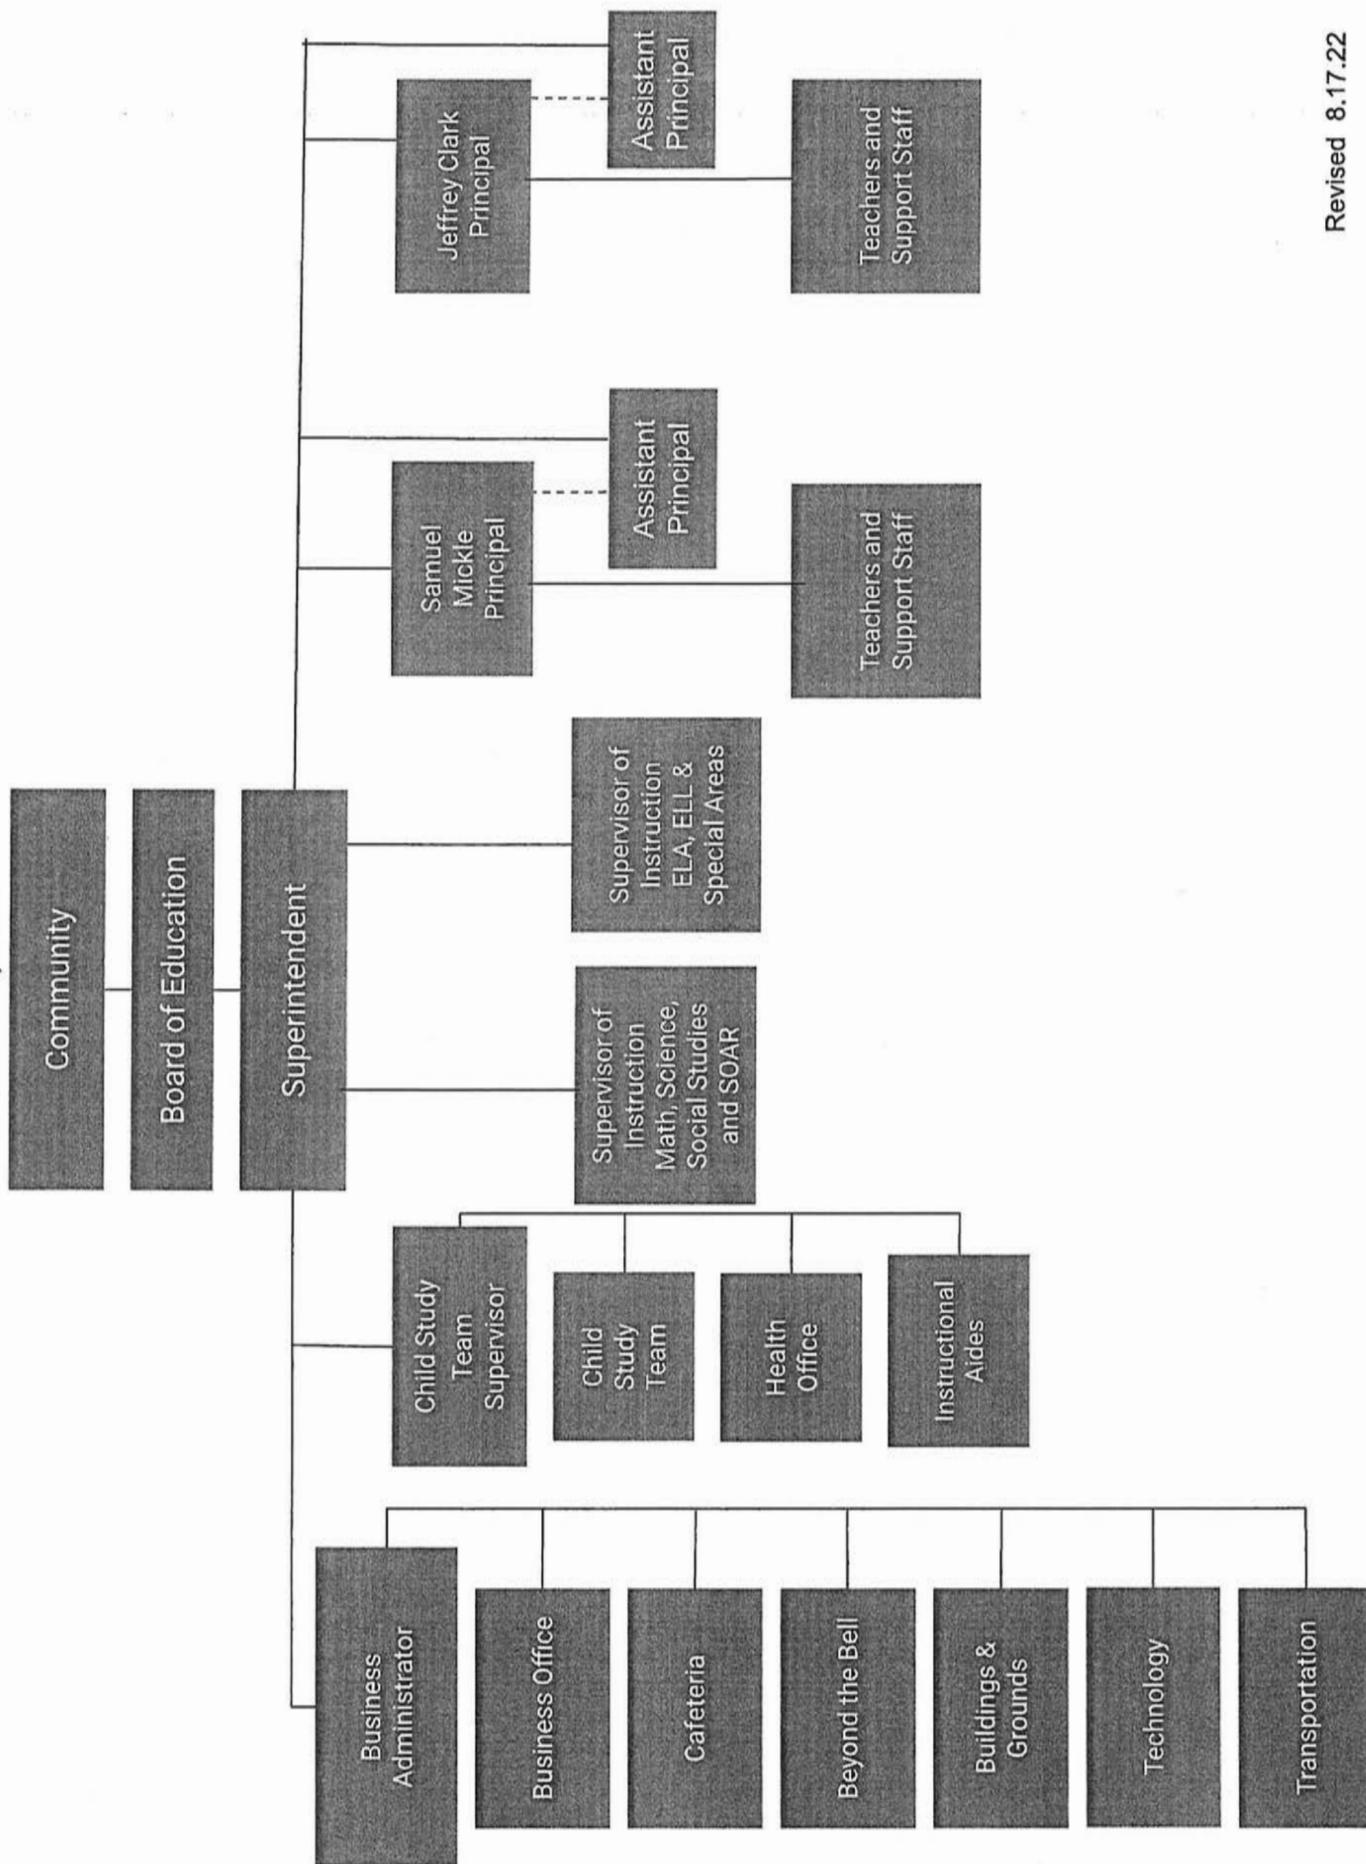 Community
Board of Education
Superintendent
Business
Administrator
Business Office
Cafeteria
Beyond the Bell
Buildings &
Grounds
Technology
Transportation
Child Study
Team
Supervisor
Child
Study
Team
Health
Office
Instructional
Aides
Supervisor of
Instruction
Math, Science,
Social Studies
and SOAR
Supervisor of
Instruction
ELA, ELL &
Special Areas
Samuel
Mickle
Principal
Assistant
Principal
Teachers and
Support Staff
Jeffrey Clark
Principal
Assistant
Principal
Teachers and
Support Staff
Revised 8.17.22